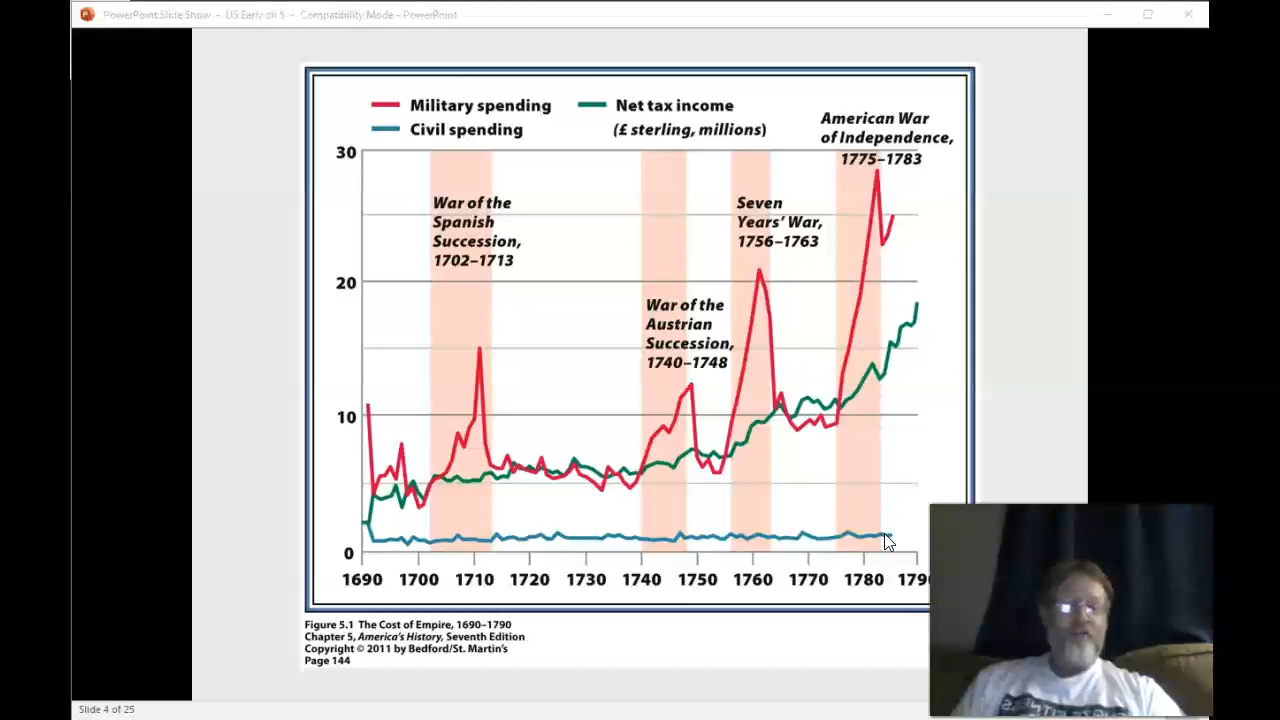 PowerPoint Slide Show - US Early ch 5 - Compatibility Mode - PowerPoint
Military spending
Net tax income
Civil spending
(£ sterling, millions)
American War
of Independence,
1775–1783
30
War of the
Spanish
Succession,
1702–1713
Seven
Years’ War,
1756–1763
20
War of the
Austrian
Succession,
1740–1748
10
0
1690 1700 1710 1720 1730 1740 1750 1760 1770 1780
Figure 5.1 The Cost of Empire, 1690–1790
Chapter 5, America’s History, Seventh Edition
Copyright © 2011 by Bedford/St. Martin’s
Page 144
Slide 4 of 25